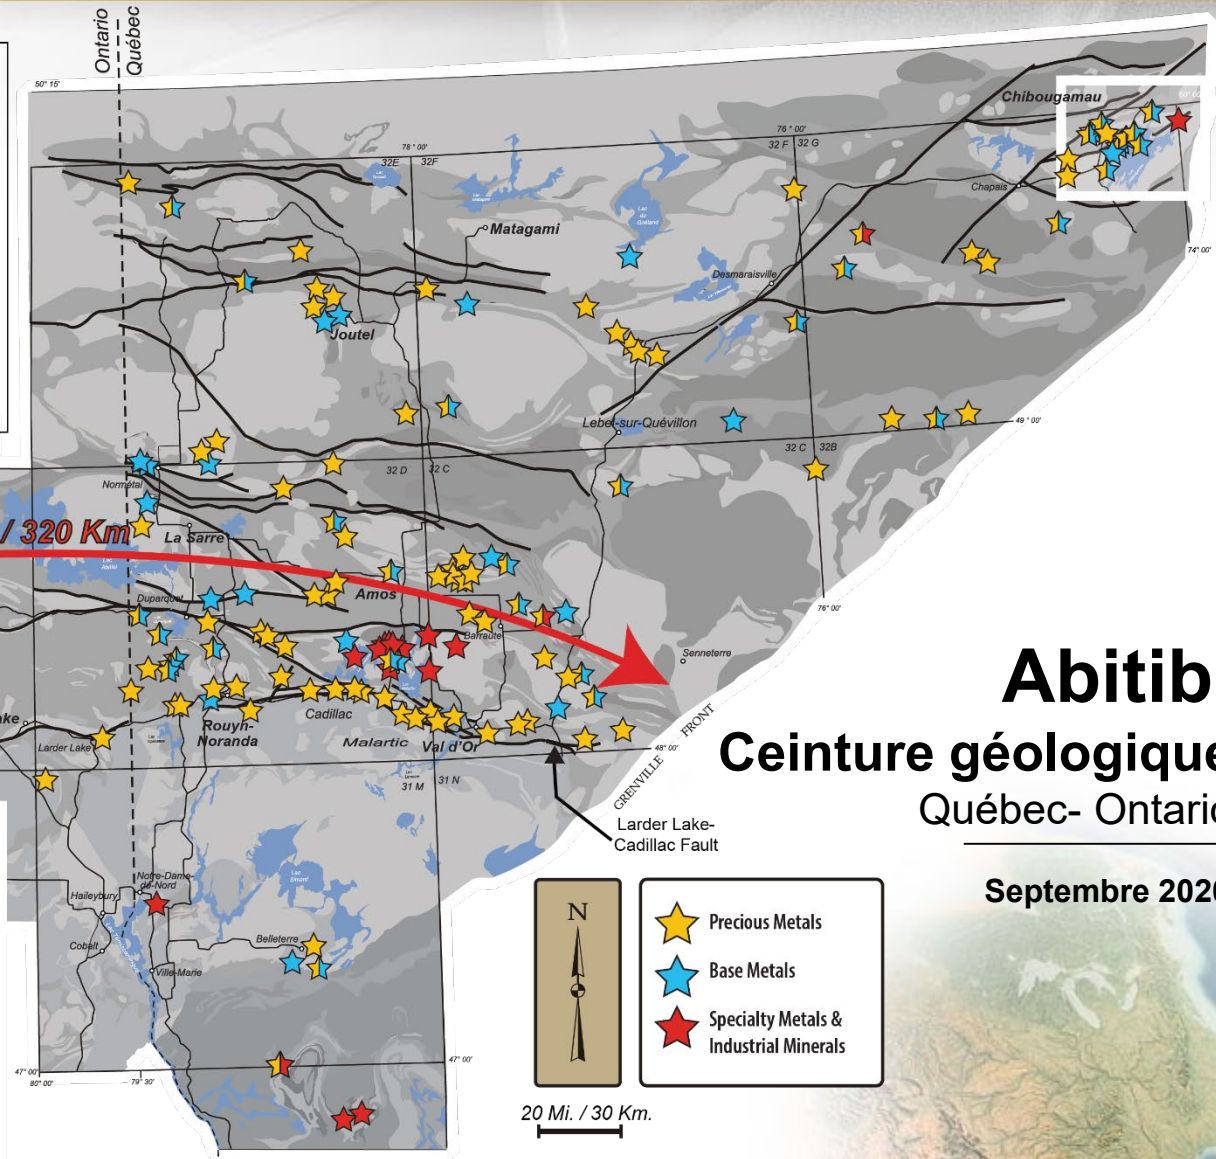 Ontario
Québec
50° 15'
78° 00'
32E
32F
76° 00'
32 F
32 G
Chibougamau
Chapais
74° 00'
Matagami
Desmaraisville
Joutel
Lebel-sur-Quévillon
49° 00'
32 C
32B
32 D
32 C
Normétal
/ 320 Km
La Sarre
Duparquet
Amos
Barraute
76° 00'
Senneterre
Rouyn-
Noranda
Cadillac
Malartic
Val d'Or
ke
Larder Lake
48° 00'
GRENVILLE
FRONT
31 M
31 N
Larder Lake-
Cadillac Fault
Abitib
Ceinture géologique
Québec- Ontario
Septembre 2020
Notre-Dame-
du-Nord
Haileybury
Cobalt
Ville-Marie
Belleterre
47° 00'
80° 00'
79° 30'
47° 00'
N
Precious Metals
Base Metals
Specialty Metals &
Industrial Minerals
20 Mi. / 30 Km.